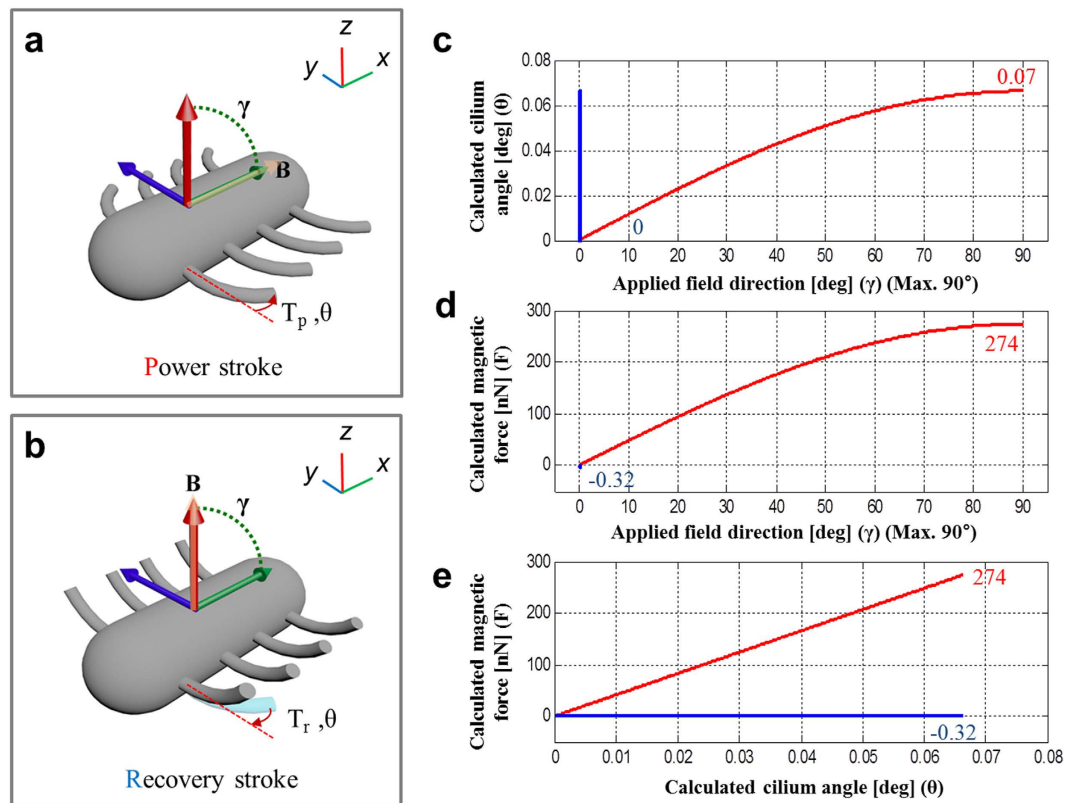 a
z
y
x
γ
B
Tp ,θ
Power stroke
b
z
y
x
B
γ
Tr ,θ
Recovery stroke
c
Calculated cilium
angle [deg] (θ)
0.08
0.06
0.04
0.02
0
0.07
0
0 10 20 30 40 50 60 70 80 90
Applied field direction [deg] (γ) (Max. 90°)
d
Calculated magnetic
force [nN] (F)
300
200
100
0
274
-0.32
0 10 20 30 40 50 60 70 80 90
Applied field direction [deg] (γ) (Max. 90°)
e
Calculated magnetic
force [nN] (F)
300
200
100
0
274
-0.32
0 0.01 0.02 0.03 0.04 0.05 0.06 0.07 0.08
Calculated cilium angle [deg] (θ)